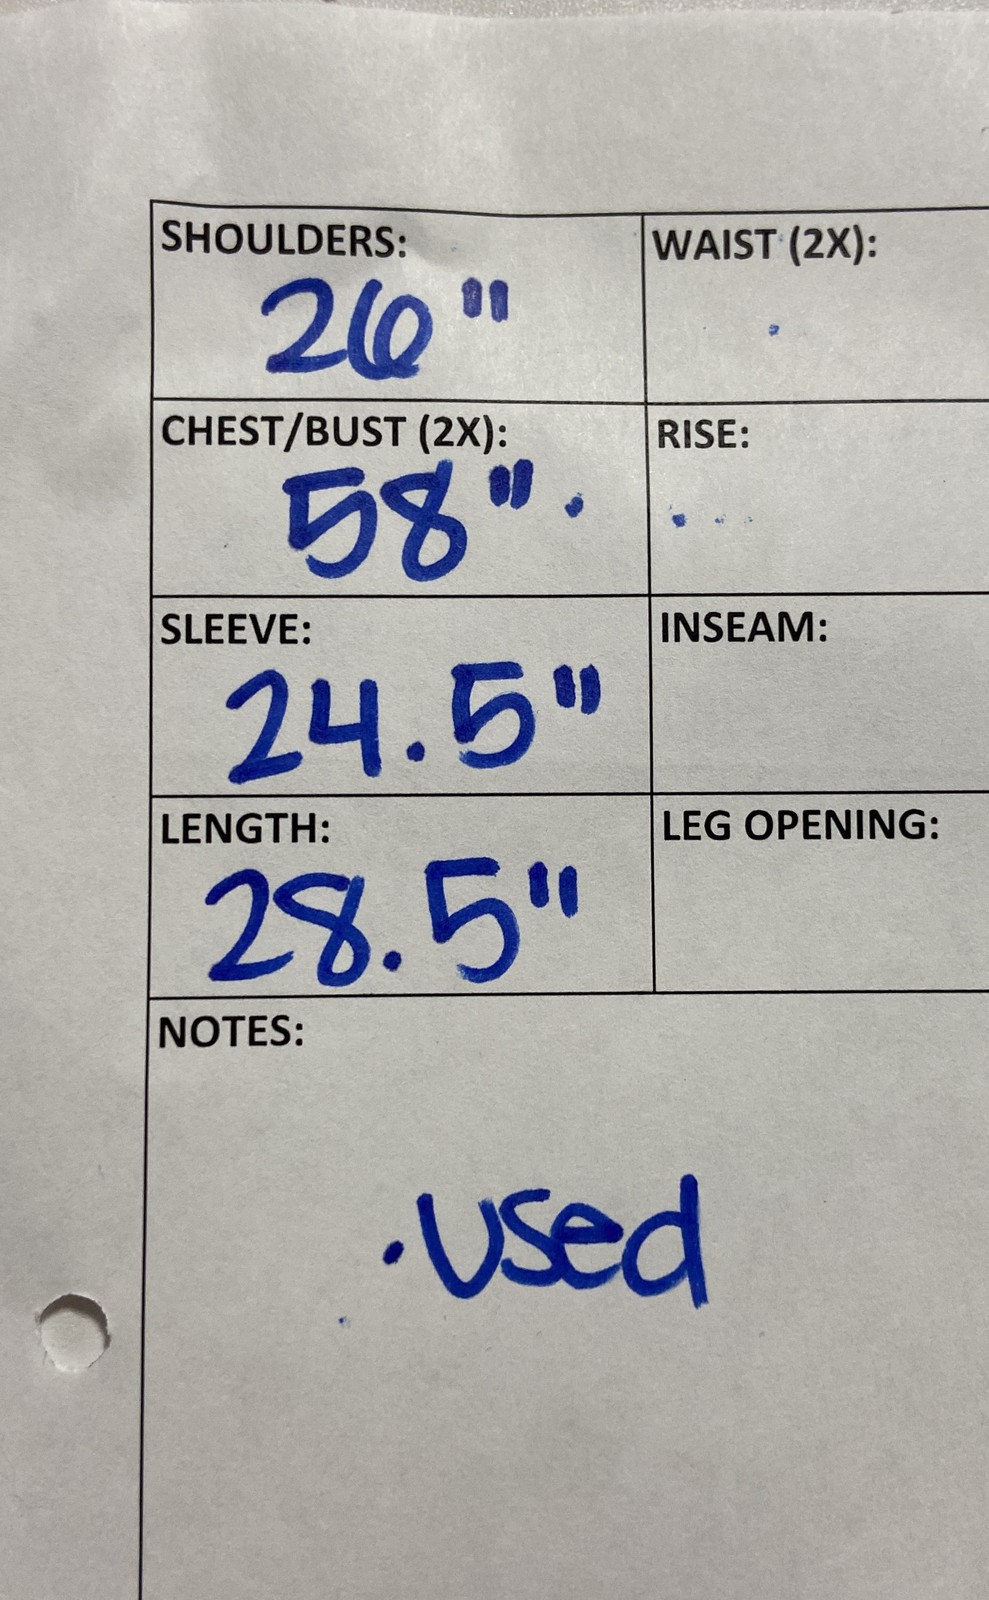 SHOULDERS:
26"
WAIST (2X):
CHEST/BUST (2X):
58"
RISE:
SLEEVE:
24.5"
INSEAM:
LENGTH:
28.5"
LEG OPENING:
NOTES:
• used